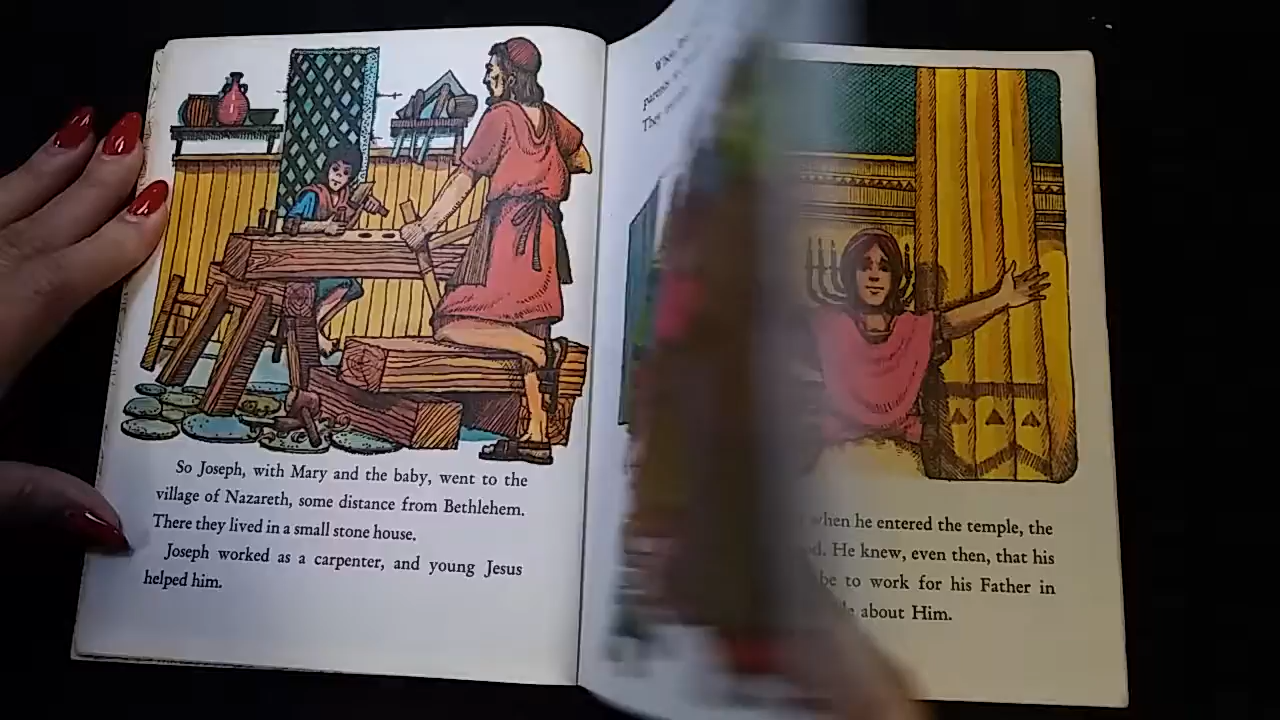 So Joseph, with Mary and the baby, went to the
village of Nazareth, some distance from Bethlehem.
There they lived in a small stone house.
Joseph worked as a carpenter, and young Jesus
helped him.
parents
They
when he entered the temple, the
He knew, even then, that his
be to work for his Father in
about Him.